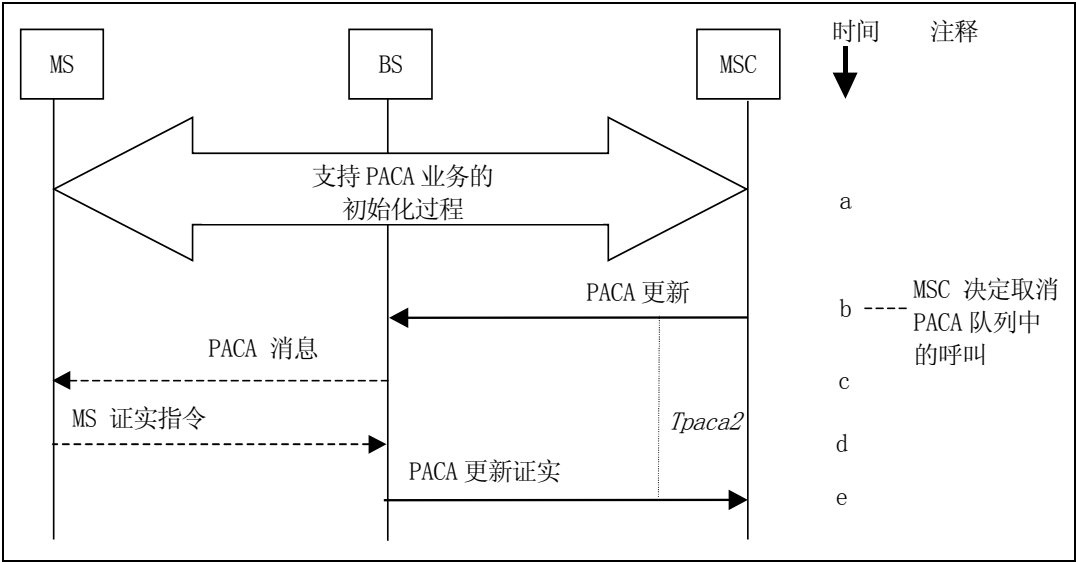 MS
BS
MSC
时间
注释
支持 PACA 业务的
初始化过程
a
PACA 更新
b
MSC 决定取消
PACA 队列中
的呼叫
PACA 消息
c
MS 证实指令
Tpaca2
d
PACA 更新证实
e